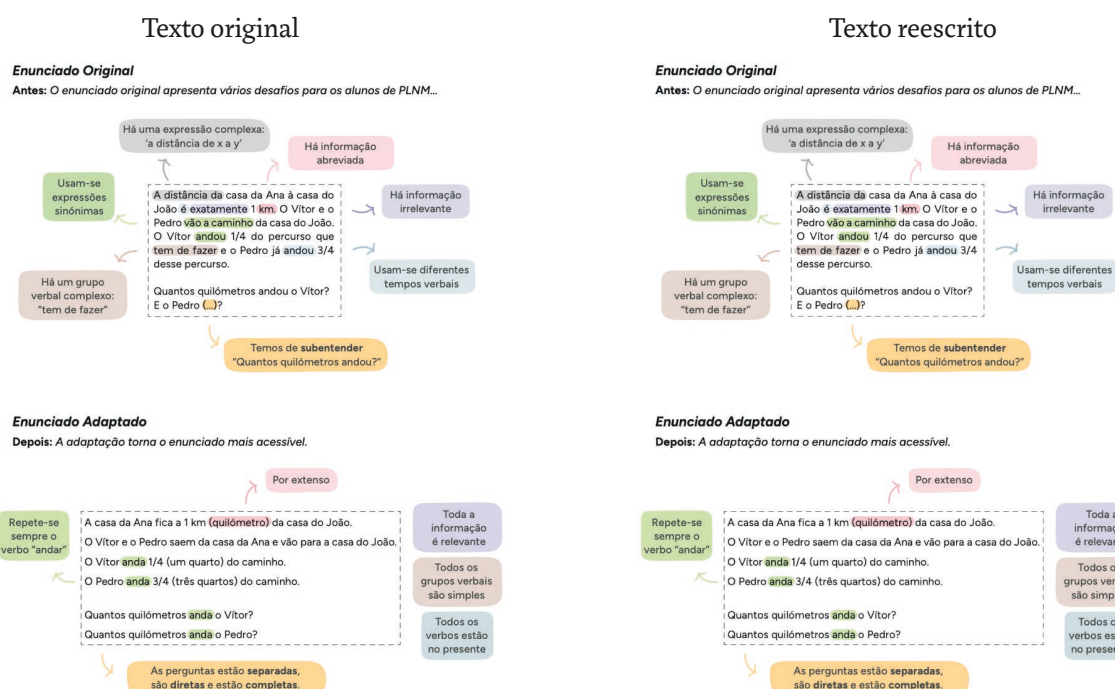 Texto original
Enunciado Original
Antes: O enunciado original apresenta vários desafios para os alunos de PLNM...
Há uma expressão complexa:
'a distância de x a y'
Há informação
abreviada
Usam-se
expressões
sinónimas
A distância da casa da Ana à casa do
João é exatamente 1 km. O Vítor e o
Pedro vão a caminho da casa do João.
O Vítor andou 1/4 do percurso que
tem de fazer e o Pedro já andou 3/4
desse percurso.
Quantos quilómetros andou o Vítor?
E o Pedro (...)?
Há informação
irrelevante
Há um grupo
verbal complexo:
"tem de fazer"
Usam-se diferentes
tempos verbais
Temos de subentender
"Quantos quilómetros andou?"
Enunciado Adaptado
Depois: A adaptação torna o enunciado mais acessível.
Por extenso
Repete-se
sempre o
verbo "andar"
A casa da Ana fica a 1 km (quilómetro) da casa do João.
O Vítor e o Pedro saem da casa da Ana e vão para a casa do João.
O Vítor anda 1/4 (um quarto) do caminho.
O Pedro anda 3/4 (três quartos) do caminho.
Quantos quilómetros anda o Vítor?
Quantos quilómetros anda o Pedro?
Toda a
informação
é relevante
Todos os
grupos verbais
são simples
Todos os
verbos estão
no presente
As perguntas estão separadas,
são diretas e estão completas.
Texto reescrito
Enunciado Original
Antes: O enunciado original apresenta vários desafios para os alunos de PLNM...
Há uma expressão complexa:
'a distância de x a y'
Há informação
abreviada
Usam-se
expressões
sinónimas
A distância da casa da Ana à casa do
João é exatamente 1 km. O Vítor e o
Pedro vão a caminho da casa do João.
O Vítor andou 1/4 do percurso que
tem de fazer e o Pedro já andou 3/4
desse percurso.
Quantos quilómetros andou o Vítor?
E o Pedro (...)?
Há informação
irrelevante
Há um grupo
verbal complexo:
"tem de fazer"
Usam-se diferentes
tempos verbais
Temos de subentender
"Quantos quilómetros andou?"
Enunciado Adaptado
Depois: A adaptação torna o enunciado mais acessível.
Por extenso
Repete-se
sempre o
verbo "andar"
A casa da Ana fica a 1 km (quilómetro) da casa do João.
O Vítor e o Pedro saem da casa da Ana e vão para a casa do João.
O Vítor anda 1/4 (um quarto) do caminho.
O Pedro anda 3/4 (três quartos) do caminho.
Quantos quilómetros anda o Vítor?
Quantos quilómetros anda o Pedro?
Toda
é
Todos
grupos
são
Todos
verbos
no
As perguntas estão separadas,
são diretas e estão completas.